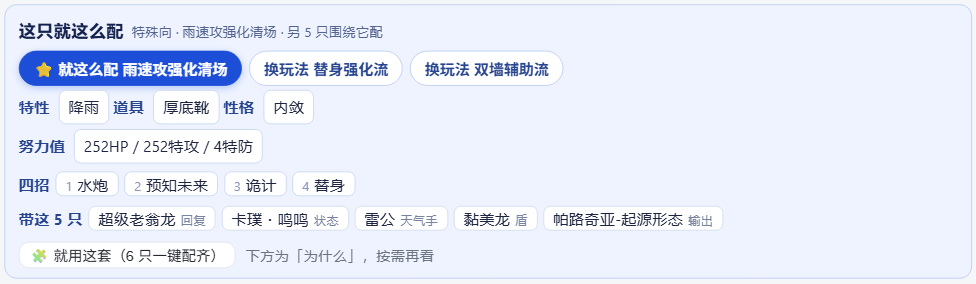 这只就这么配 特殊向 · 雨速攻强化清场 · 另 5 只围绕它配
⭐ 就这么配 雨速攻强化清场 换玩法 替身强化流 换玩法 双墙辅助流
特性 降雨 道具 厚底靴 性格 内敛
努力值 252HP / 252特攻 / 4特防
四招 1 水炮 2 预知未来 3 诡计 4 替身
带这 5 只 超级老翁龙 回复 卡璞・鸣鸣 状态 雷公 天气手 黏美龙 盾 帕路奇亚-起源形态 输出
🧩 就用这套（6 只一键配齐） 下方为「为什么」，按需再看